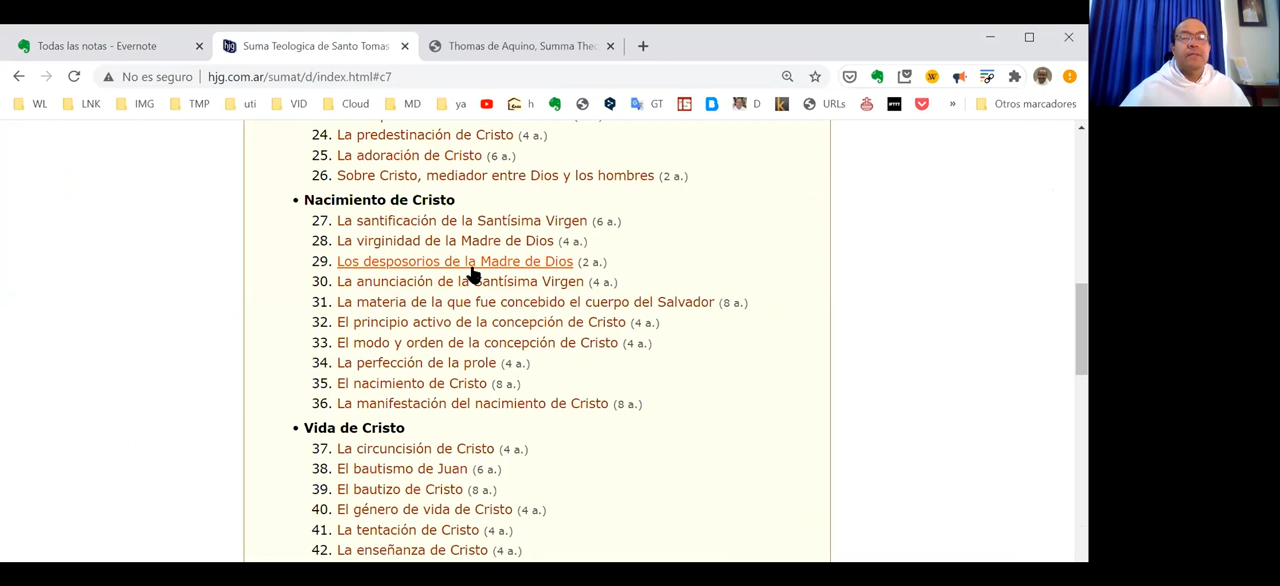 Todas las notas - Evernote
Suma Teologica de Santo Tomas
Thomas de Aquino, Summa Theo
No es seguro
hjg.com.ar/sumat/d/index.html#c7
WL LNK IMG TMP uti VID Cloud MD ya h GT D URLs » Otros marcadores
24. La predestinación de Cristo (4 a.)
25. La adoración de Cristo (6 a.)
26. Sobre Cristo, mediador entre Dios y los hombres (2 a.)
• Nacimiento de Cristo
27. La santificación de la Santísima Virgen (6 a.)
28. La virginidad de la Madre de Dios (4 a.)
29. Los desposorios de la Madre de Dios (2 a.)
30. La anunciación de la Santísima Virgen (4 a.)
31. La materia de la que fue concebido el cuerpo del Salvador (8 a.)
32. El principio activo de la concepción de Cristo (4 a.)
33. El modo y orden de la concepción de Cristo (4 a.)
34. La perfección de la prole (4 a.)
35. El nacimiento de Cristo (8 a.)
36. La manifestación del nacimiento de Cristo (8 a.)
• Vida de Cristo
37. La circuncisión de Cristo (4 a.)
38. El bautismo de Juan (6 a.)
39. El bautizo de Cristo (8 a.)
40. El género de vida de Cristo (4 a.)
41. La tentación de Cristo (4 a.)
42. La enseñanza de Cristo (4 a.)